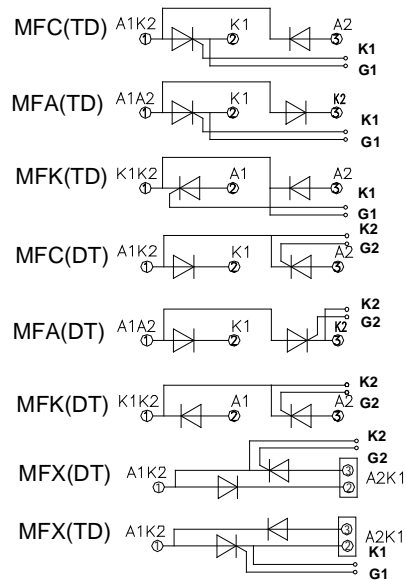 MFC(TD) A1K2 1 K1 2 A2 3 K1 G1
MFA(TD) A1A2 1 K1 2 K2 3 K1 G1
MFK(TD) K1K2 1 A1 2 A2 3 K1 G1
MFC(DT) A1K2 1 K1 2 A2 3 K2 G2
MFA(DT) A1A2 1 K1 2 K2 3 K2 G2
MFK(DT) K1K2 1 A1 2 A2 3 K2 G2
MFX(DT) A1K2 1 3 2 A2K1 K2 G2
MFX(TD) A1K2 1 3 2 A2K1 K1 G1